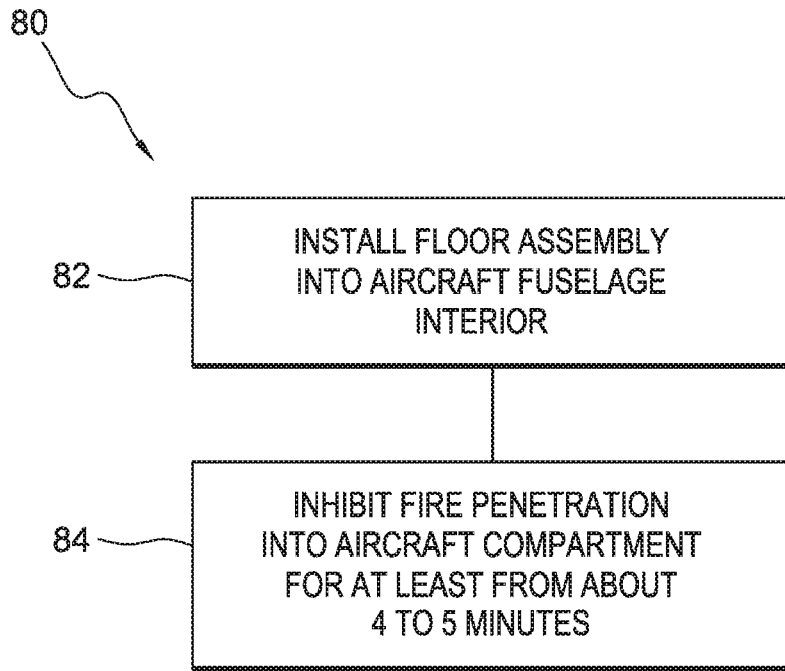 80
82
INSTALL FLOOR ASSEMBLY
INTO AIRCRAFT FUSELAGE
INTERIOR
84
INHIBIT FIRE PENETRATION
INTO AIRCRAFT COMPARTMENT
FOR AT LEAST FROM ABOUT
4 TO 5 MINUTES